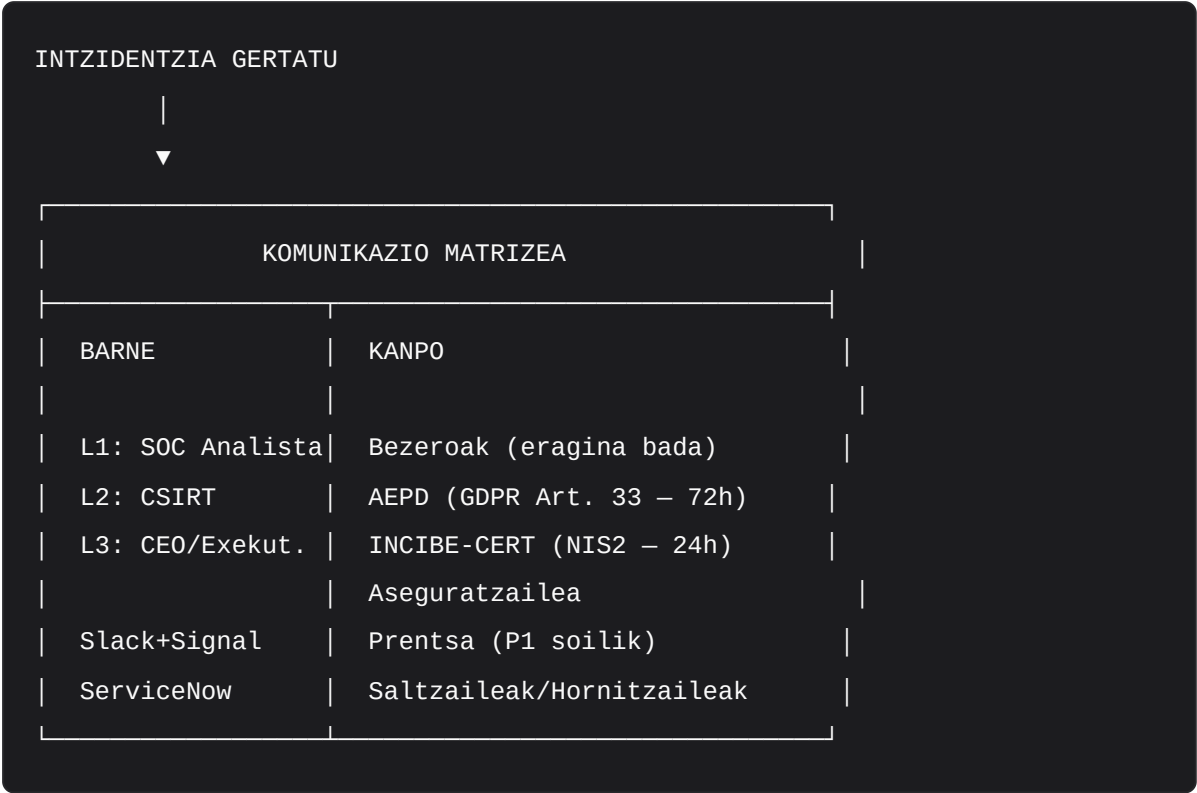 INTZIDENTZIA GERTATU
│
▼
┌─────────────────────────────────────────────────────┐
│ KOMUNIKAZIO MATRIZEA │
├───────────────────┬─────────────────────────────────┤
│ BARNE │ KANPO │
│ │ │
│ L1: SOC Analista│ Bezeroak (eragina bada) │
│ L2: CSIRT │ AEPD (GDPR Art. 33 — 72h) │
│ L3: CEO/Exekut. │ INCIBE-CERT (NIS2 — 24h) │
│ │ Aseguratzailea │
│ Slack+Signal │ Prentsa (P1 soilik) │
│ ServiceNow │ Saltzaileak/Hornitzaileak │
└───────────────────┴─────────────────────────────────┘